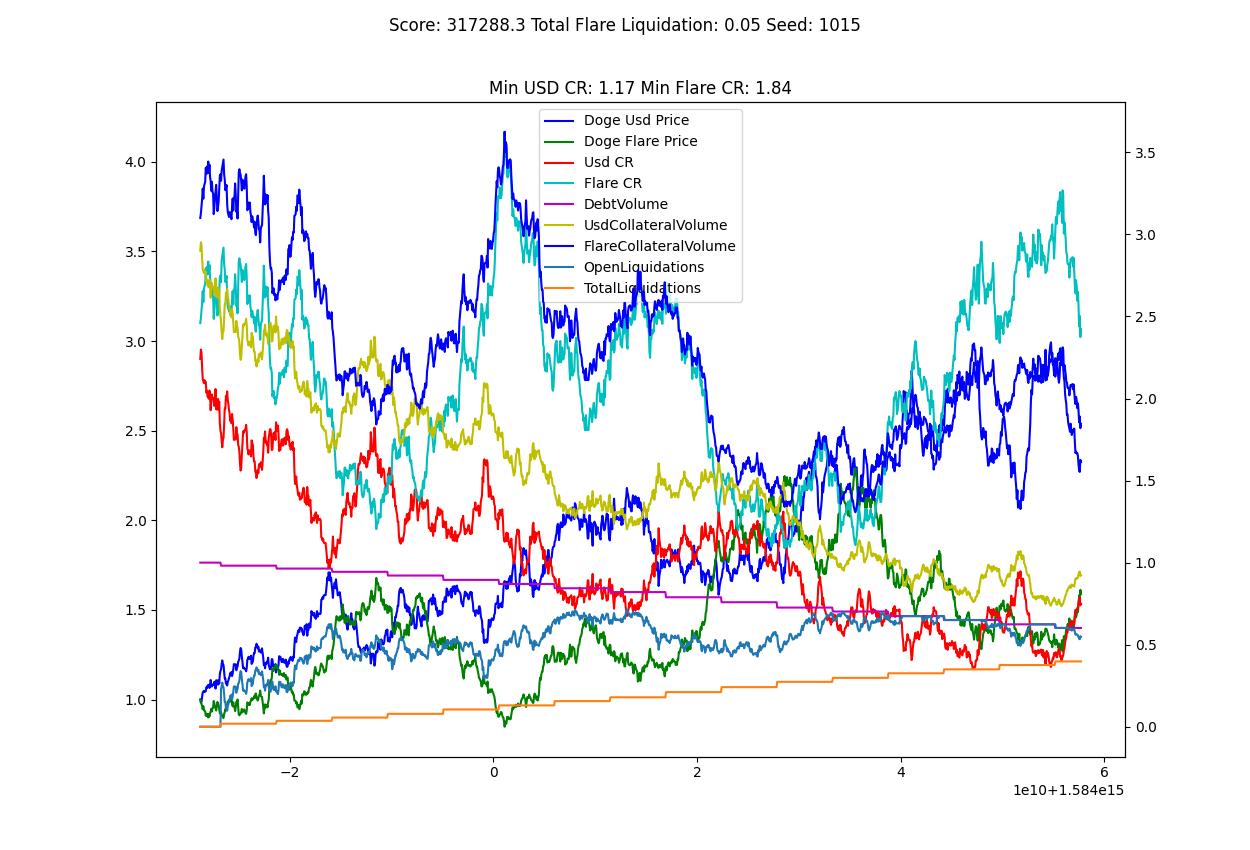 Score: 317288.3 Total Flare Liquidation: 0.05 Seed: 1015
Min USD CR: 1.17 Min Flare CR: 1.84
Doge Usd Price
Doge Flare Price
Usd CR
Flare CR
DebtVolume
UsdCollateralVolume
FlareCollateralVolume
OpenLiquidations
TotalLiquidations
4.0
3.5
3.0
2.5
2.0
1.5
1.0
3.5
3.0
2.5
2.0
1.5
1.0
0.5
0.0
−2 0 2 4 6
1e10+1.584e15